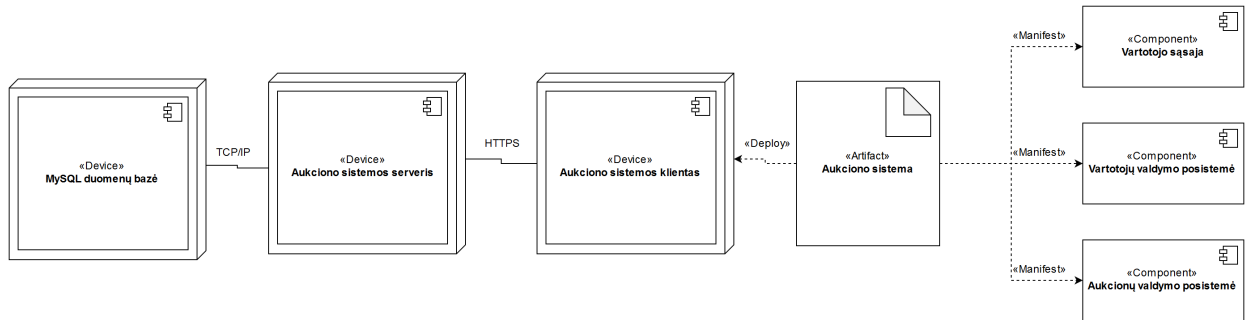 «Device»
MySQL duomenų bazė
TCP/IP
«Device»
Aukciono sistemos serveris
HTTPS
«Device»
Aukciono sistemos klientas
«Deploy»
«Artifact»
Aukciono sistema
«Manifest»
«Component»
Vartotojo sąsaja
«Manifest»
«Component»
Vartotojų valdymo posistemė
«Manifest»
«Component»
Aukcionų valdymo posistemė